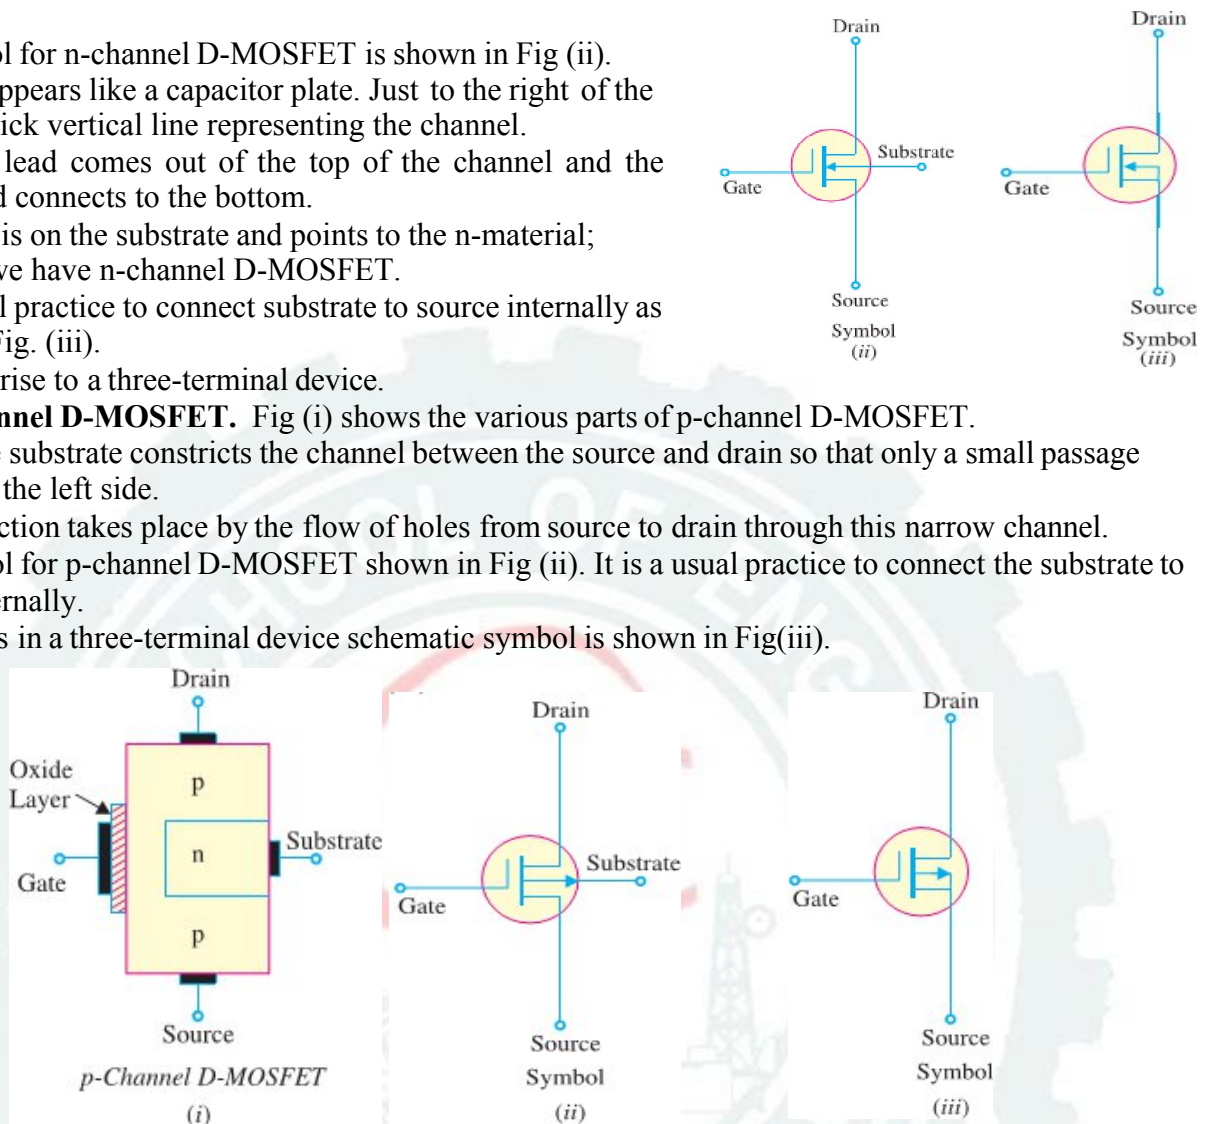 ol for n-channel D-MOSFET is shown in Fig (ii).
ppears like a capacitor plate. Just to the right of the
ick vertical line representing the channel.
lead comes out of the top of the channel and the
d connects to the bottom.
is on the substrate and points to the n-material;
ve have n-channel D-MOSFET.
l practice to connect substrate to source internally as
Fig. (iii).
rise to a three-terminal device.
Drain
Substrate
Gate
Source
Symbol
(ii)
Drain
Gate
Source
Symbol
(iii)
nnel D-MOSFET. Fig (i) shows the various parts of p-channel D-MOSFET.
e substrate constricts the channel between the source and drain so that only a small passage
the left side.
ction takes place by the flow of holes from source to drain through this narrow channel.
ol for p-channel D-MOSFET shown in Fig (ii). It is a usual practice to connect the substrate to
ernally.
s in a three-terminal device schematic symbol is shown in Fig(iii).
Drain
Oxide
Layer
p
n
Substrate
Gate
p
Source
p-Channel D-MOSFET
(i)
Drain
Substrate
Gate
Source
Symbol
(ii)
Drain
Gate
Source
Symbol
(iii)